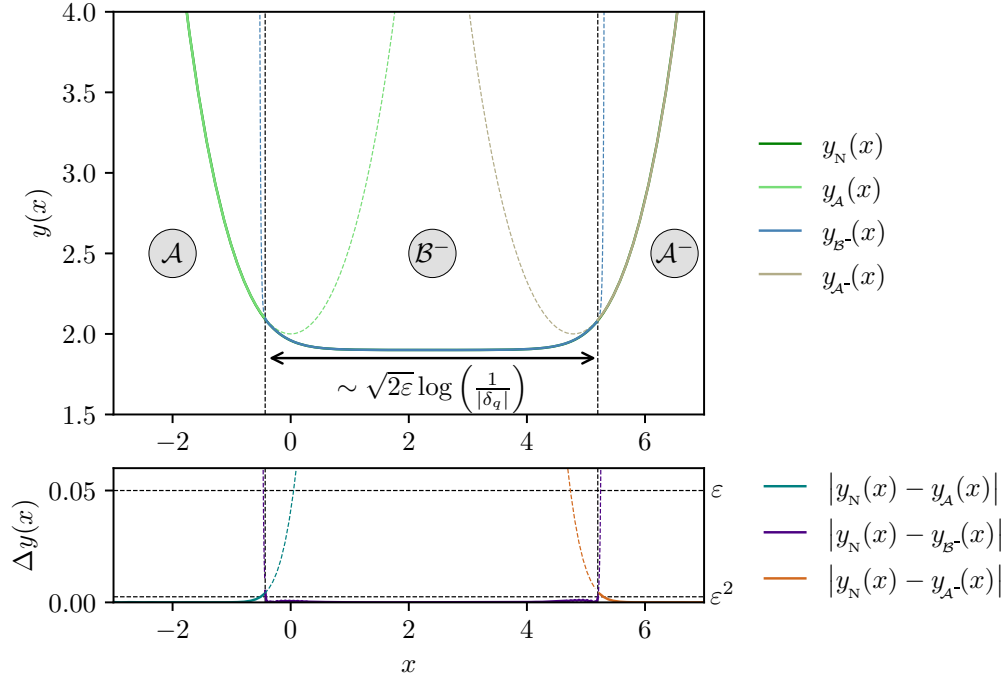 4.0
3.5
3.0
2.5
2.0
1.5
y(x)
𝒜
ℬ⁻
𝒜⁻
∼ √2ε log (1/|δ_q|)
−2 0 2 4 6
y_N(x)
y_𝒜(x)
y_ℬ-(x)
y_𝒜-(x)
0.05
0.00
Δy(x)
ε
ε²
−2 0 2 4 6
x
|y_N(x) − y_𝒜(x)|
|y_N(x) − y_ℬ-(x)|
|y_N(x) − y_𝒜-(x)|